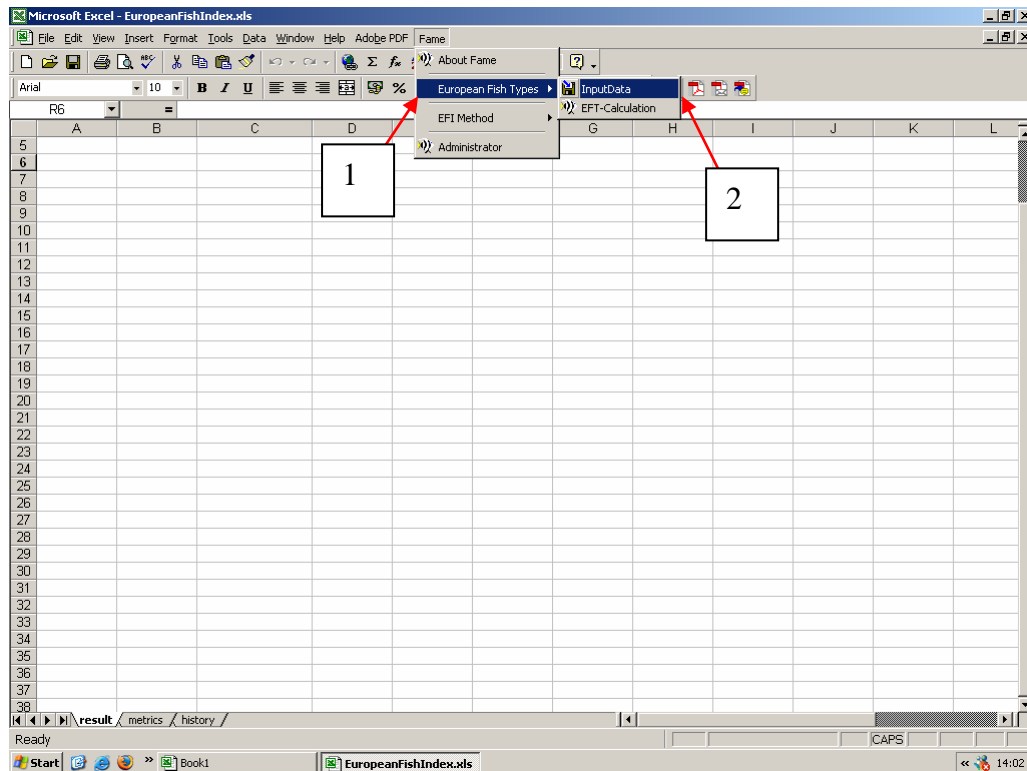 Microsoft Excel - EuropeanFishIndex.xls
File Edit View Insert Format Tools Data Window Help Adobe PDF Fame
Arial 10 B I U %
About Fame
European Fish Types
EFI Method
Administrator
InputData
EFT-Calculation
R6 =
A B C D G H I J K L
5
6
7
8
9
10
11
12
13
14
15
16
17
18
19
20
21
22
23
24
25
26
27
28
29
30
31
32
33
34
35
36
37
38
1
2
result metrics history
Ready CAPS
Start Book1 EuropeanFishIndex.xls 14:02